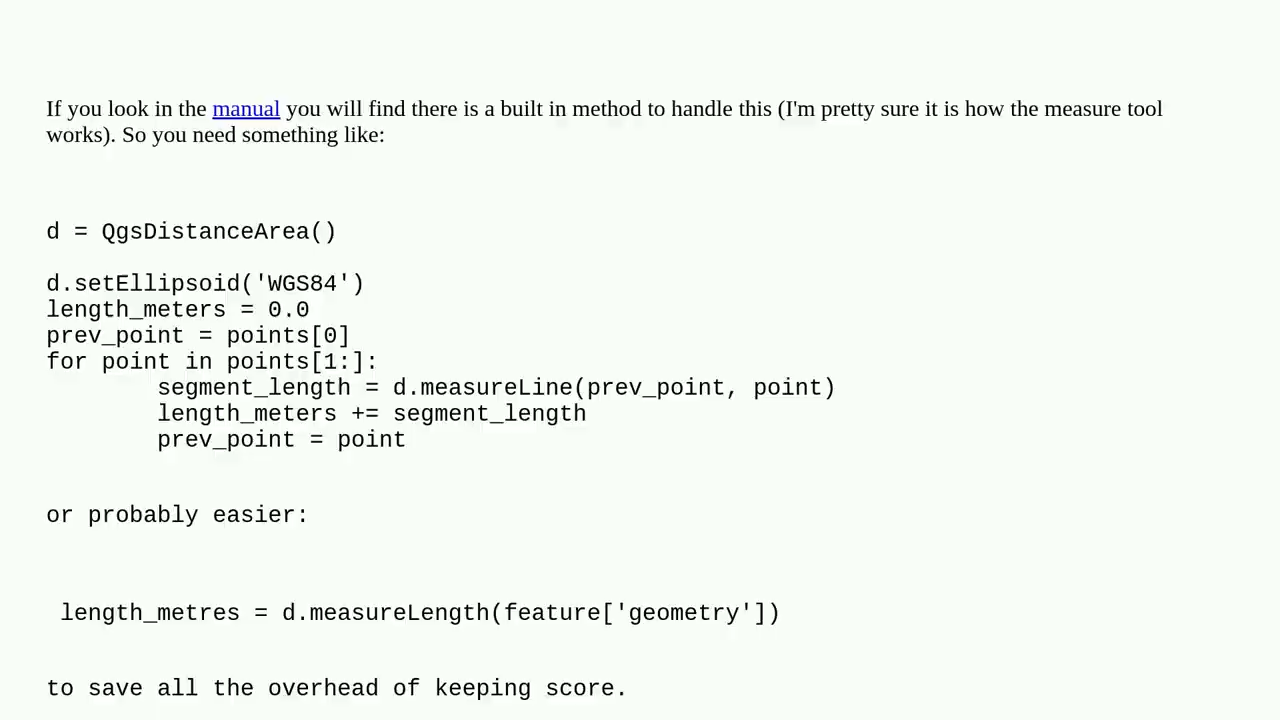 If you look in the manual you will find there is a built in method to handle this (I'm pretty sure it is how the measure tool
works). So you need something like:
d = QgsDistanceArea()
d.setEllipsoid('WGS84')
length_meters = 0.0
prev_point = points[0]
for point in points[1:]:
        segment_length = d.measureLine(prev_point, point)
        length_meters += segment_length
        prev_point = point
or probably easier:
 length_metres = d.measureLength(feature['geometry'])
to save all the overhead of keeping score.